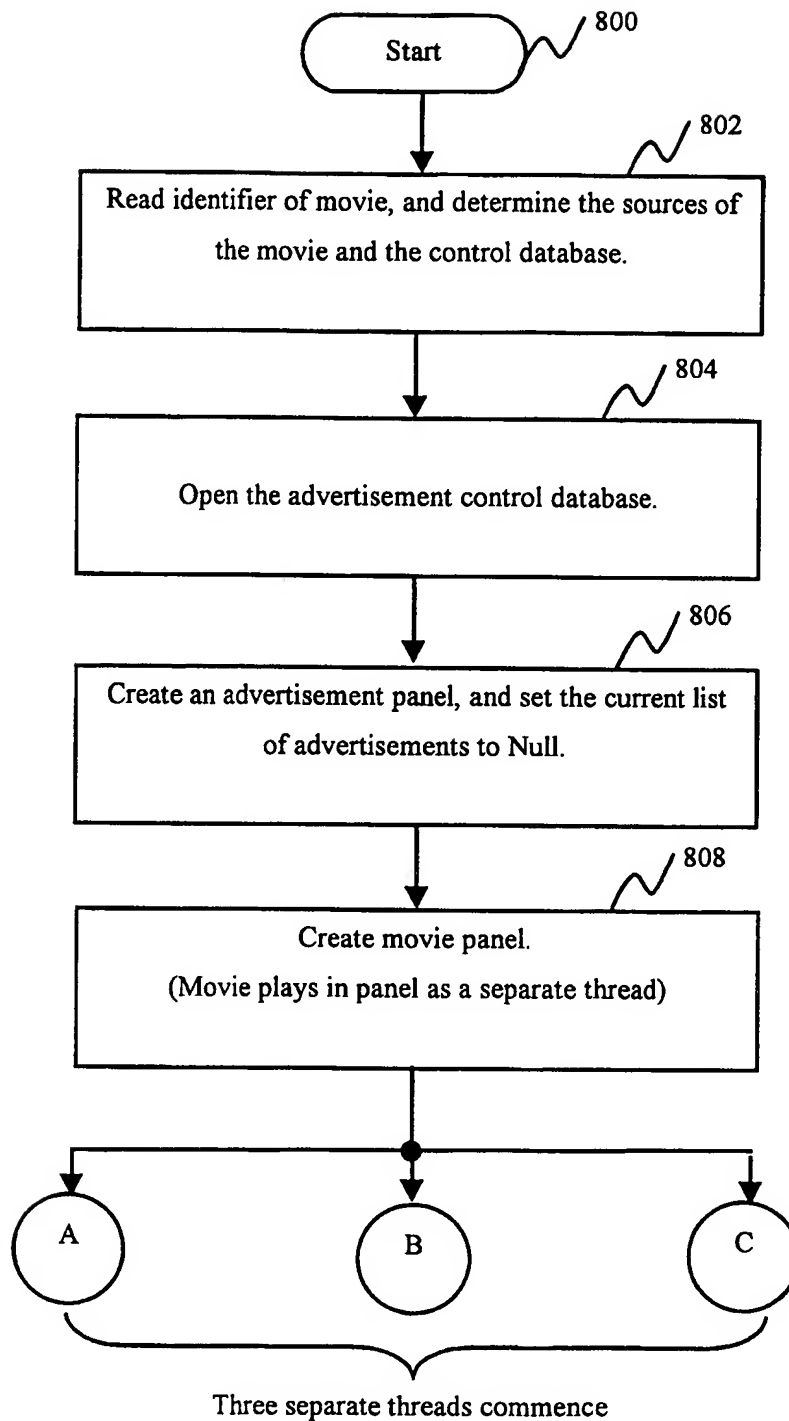 800
Start
802
Read identifier of movie, and determine the sources of
the movie and the control database.
804
Open the advertisement control database.
806
Create an advertisement panel, and set the current list
of advertisements to Null.
808
Create movie panel.
(Movie plays in panel as a separate thread)
A
B
C
Three separate threads commence